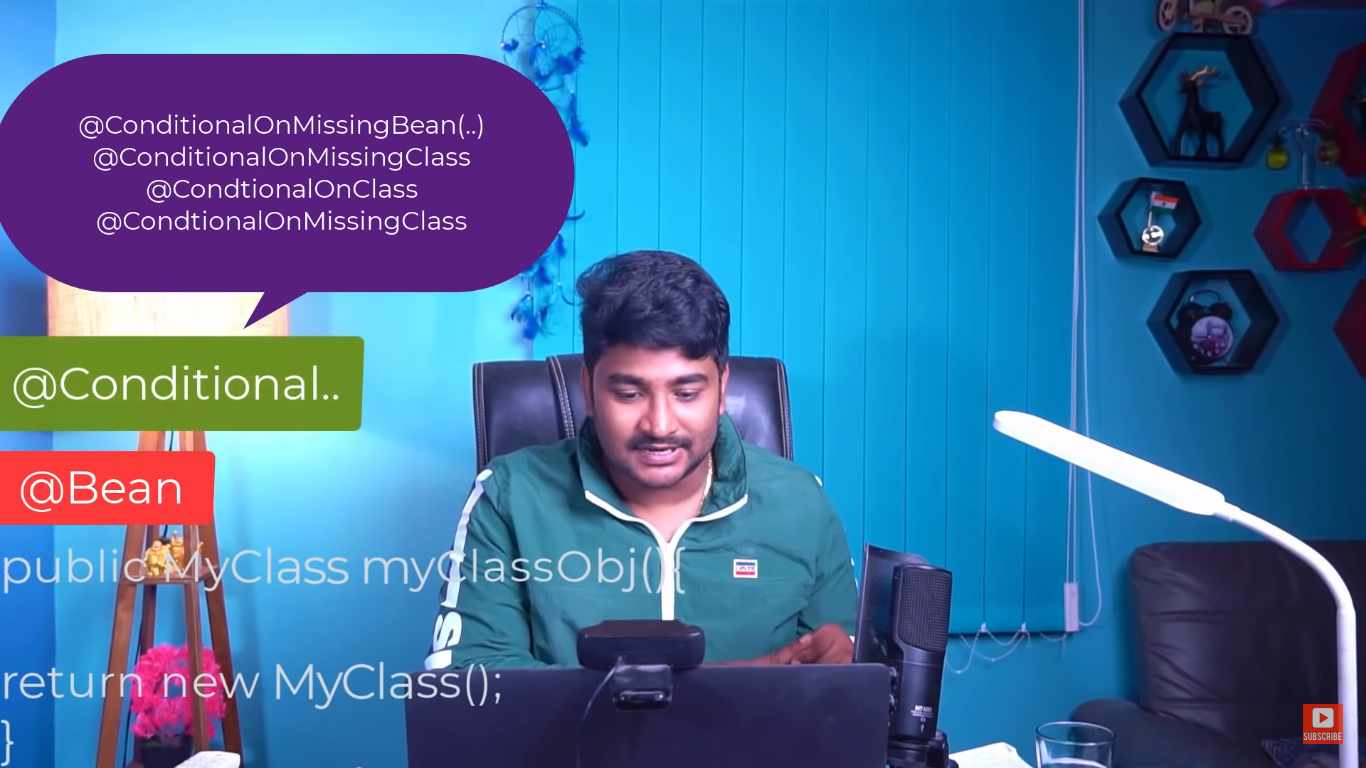 @ConditionalOnMissingBean(..)
@ConditionalOnMissingClass
@CondtionalOnClass
@CondtionalOnMissingClass
@Conditional..
@Bean
public MyClass myClassObj(){
return new MyClass();
}
SUBSCRIBE